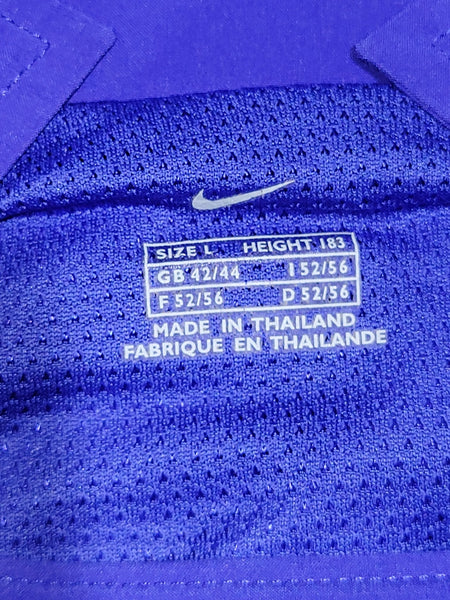 SIZE L HEIGHT 183
GB 42/44 I 52/56
F 52/56 D 52/56
MADE IN THAILAND
FABRIQUE EN THAILANDE